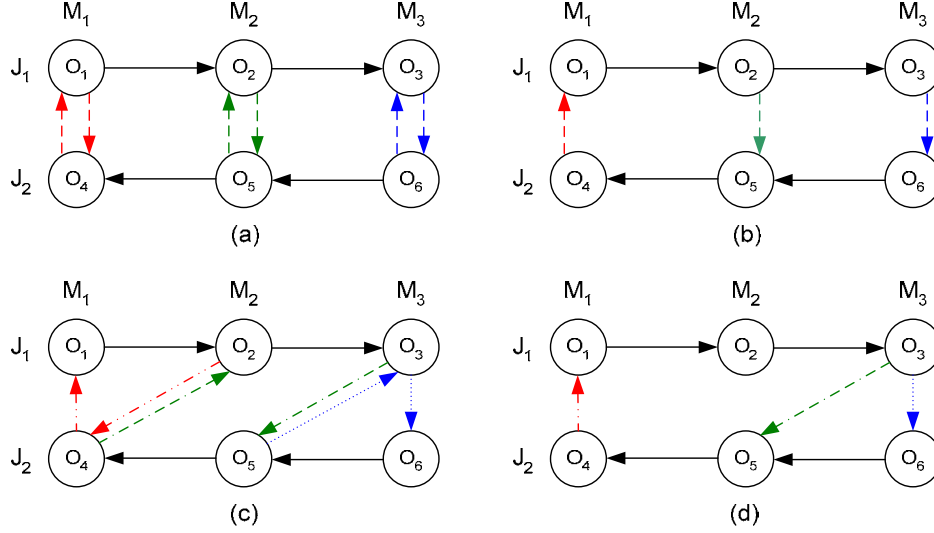 M1 M2 M3
J1 O1 O2 O3
J2 O4 O5 O6
(a)
M1 M2 M3
J1 O1 O2 O3
J2 O4 O5 O6
(b)
M1 M2 M3
J1 O1 O2 O3
J2 O4 O5 O6
(c)
M1 M2 M3
J1 O1 O2 O3
J2 O4 O5 O6
(d)